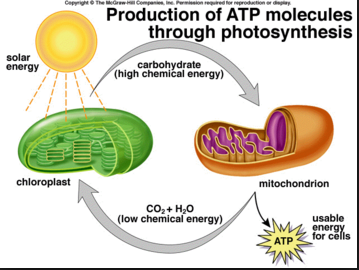 Copyright © The McGraw-Hill Companies, Inc. Permission required for reproduction or display.
Production of ATP molecules
through photosynthesis
solar
energy
carbohydrate
(high chemical energy)
chloroplast
mitochondrion
CO₂ + H₂O
(low chemical energy)
usable
energy
for cells
ATP